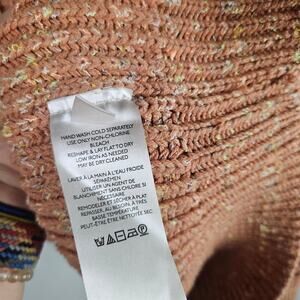 HAND WASH COLD SEPARATELY
USE ONLY NON-CHLORINE
BLEACH
RESHAPE & LAY FLAT TO DRY
LOW IRON AS NEEDED
MAY BE DRY CLEANED
LAVER À LA MAIN À L'EAU FROIDE
SÉPARÉMEN
UTILISER UN AGENT DE
BLANCHIMENT SANS CHLORE SI
NÉCESSAIRE
REMODELER ET SÉCHER À PLAT
REPASSER, AU BESOIN, À TRÈS
BASSE TEMPÉRATURE
PEUT ÊTRE NETTOYÉE SEC